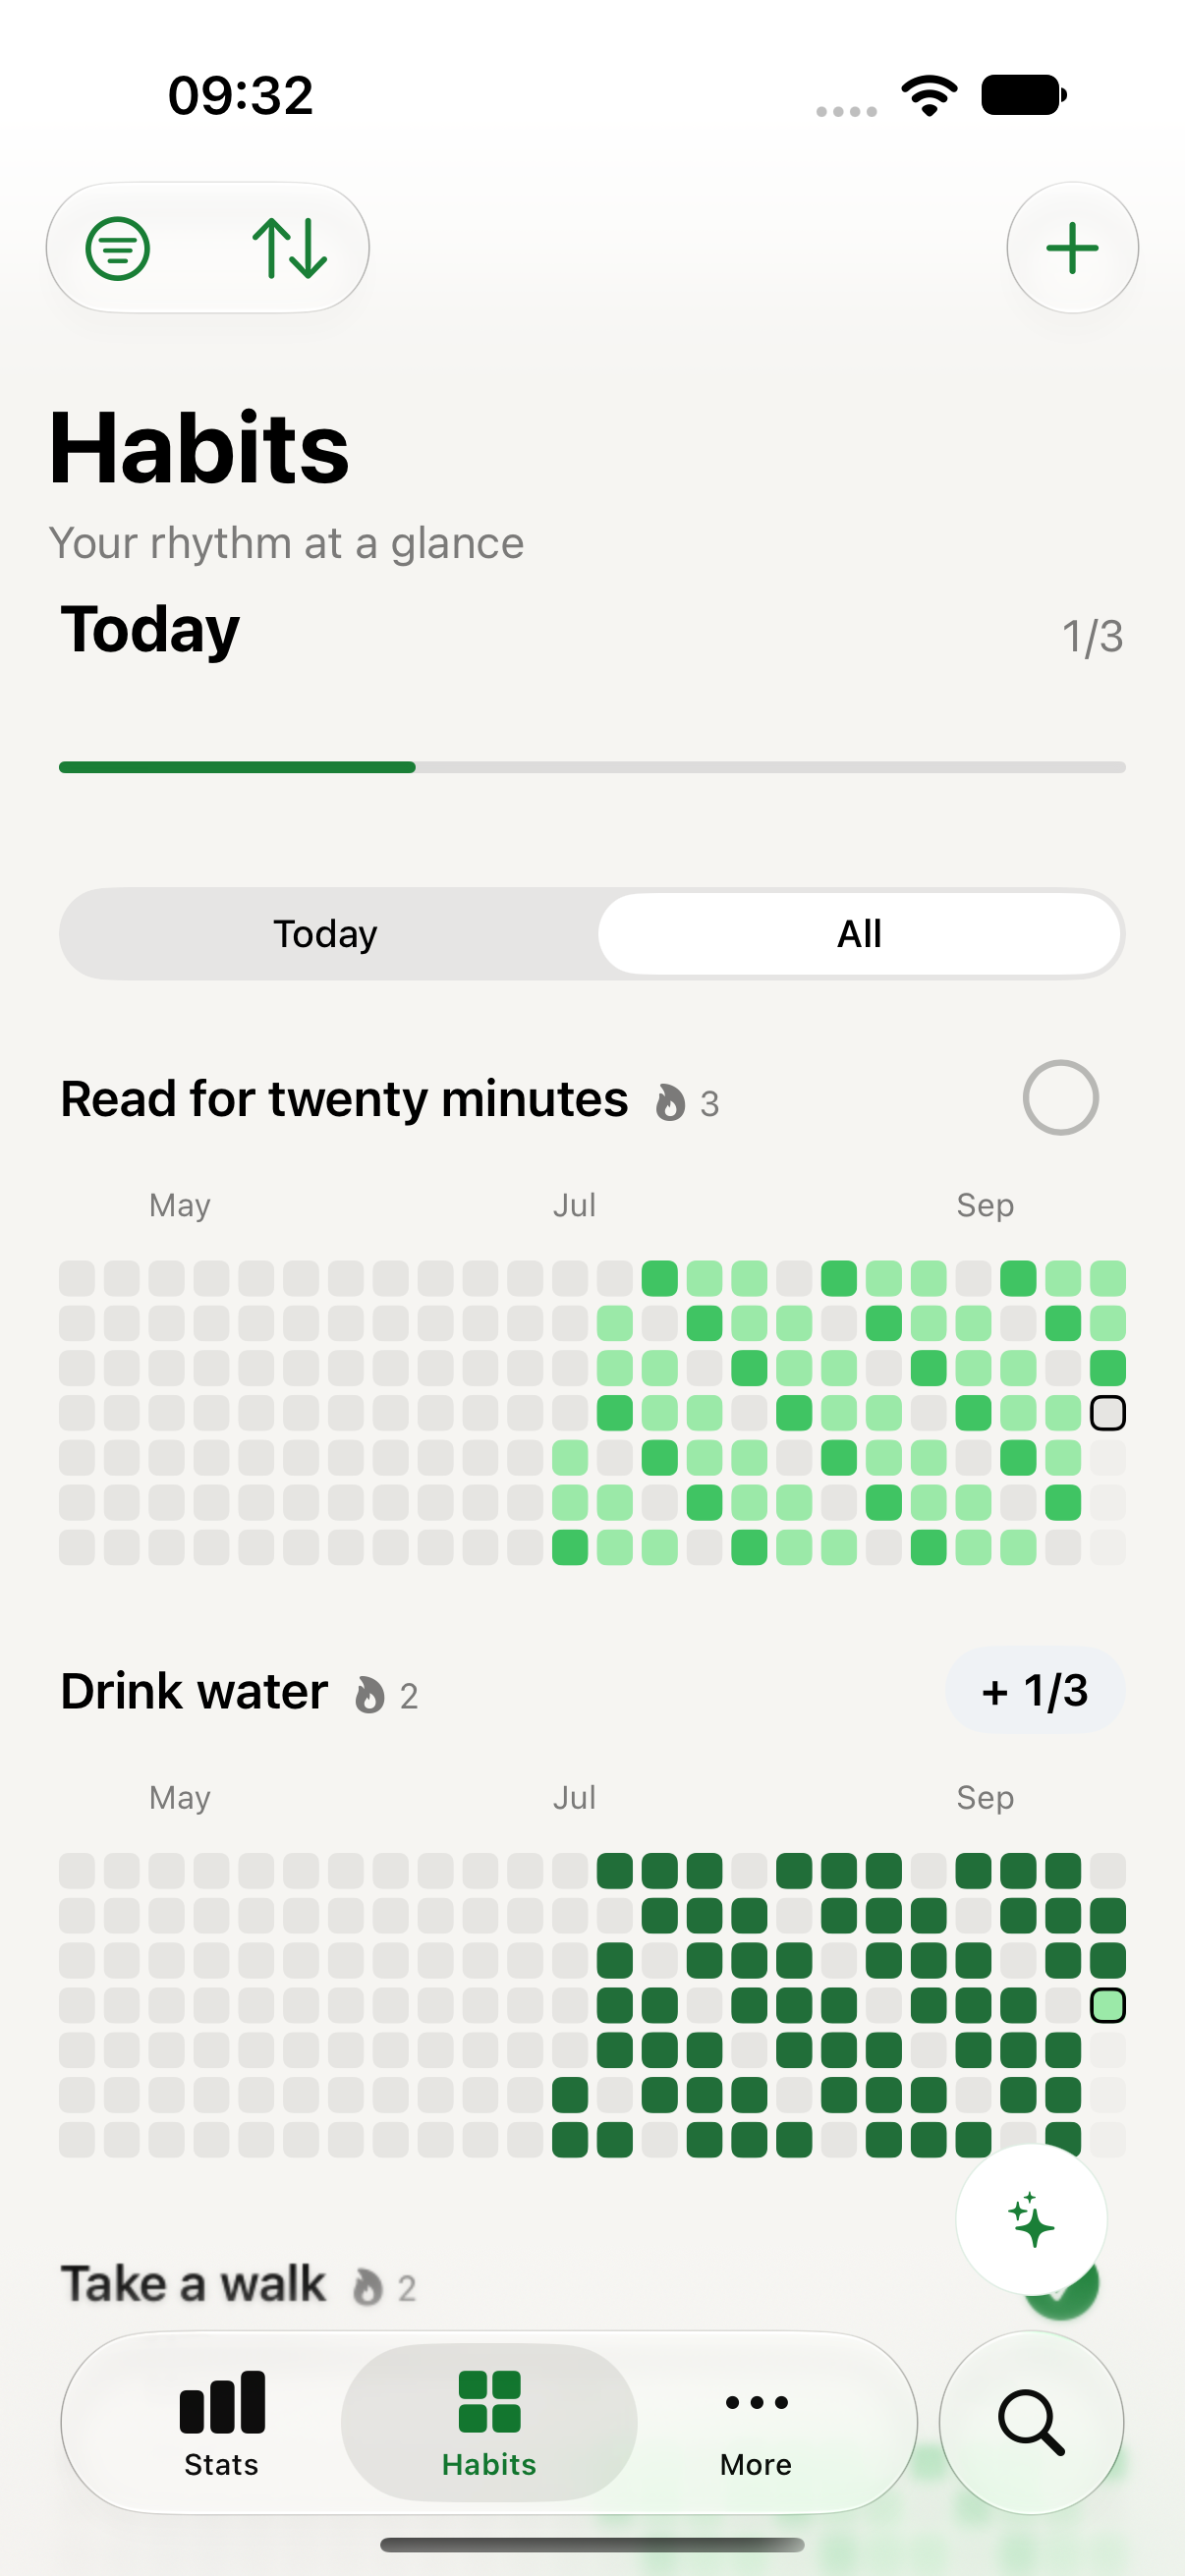 09:32
Habits
Your rhythm at a glance
Today 1/3
Today All
Read for twenty minutes 3
May Jul Sep
Drink water 2 + 1/3
May Jul Sep
Take a walk 2
Stats Habits More